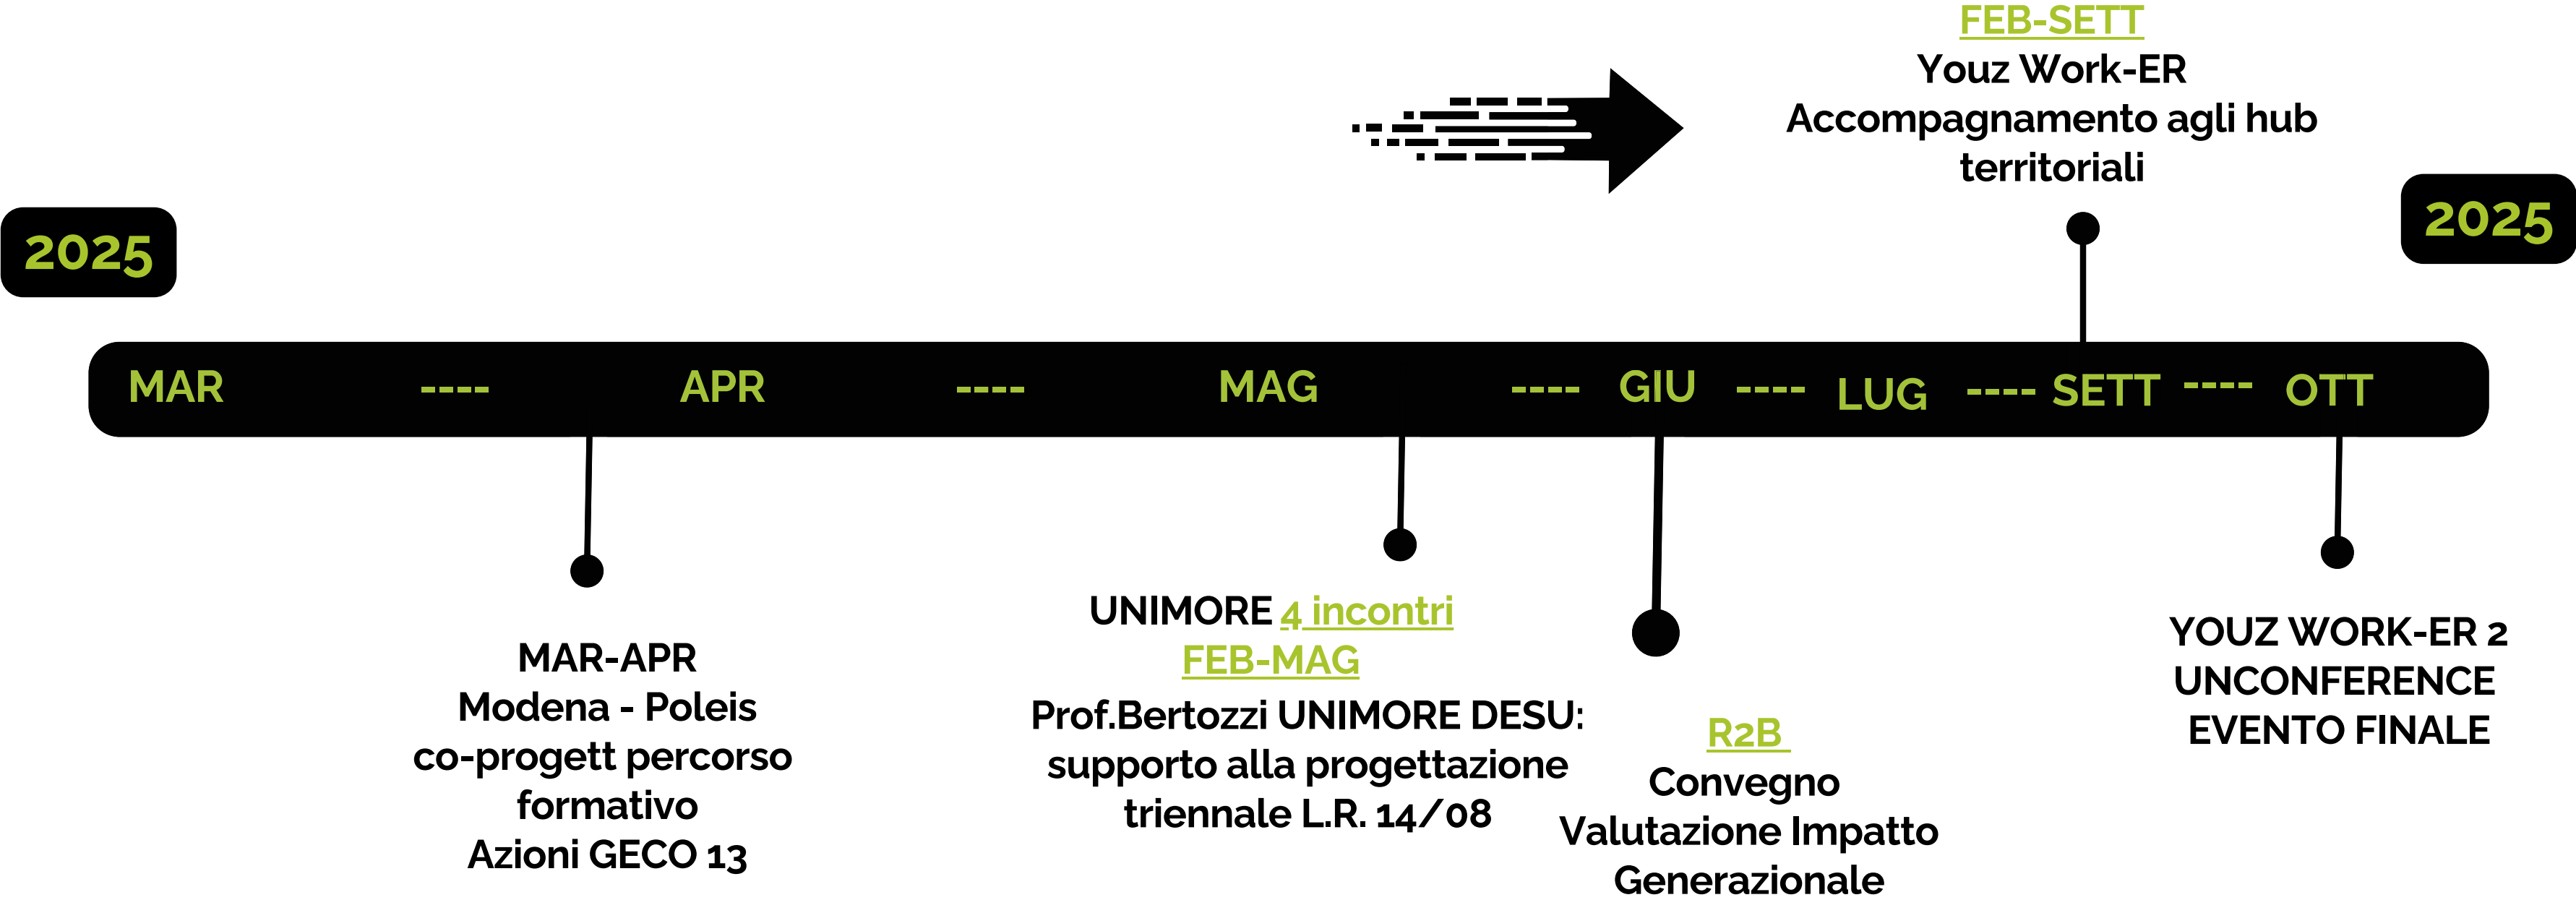 FEB-SETT
Youz Work-ER
Accompagnamento agli hub
territoriali
2025
2025
MAR ---- APR ---- MAG ---- GIU ---- LUG ---- SETT ---- OTT
MAR-APR
Modena - Poleis
co-progett percorso
formativo
Azioni GECO 13
UNIMORE 4 incontri
FEB-MAG
Prof.Bertozzi UNIMORE DESU:
supporto alla progettazione
triennale L.R. 14/08
R2B
Convegno
Valutazione Impatto
Generazionale
YOUZ WORK-ER 2
UNCONFERENCE
EVENTO FINALE